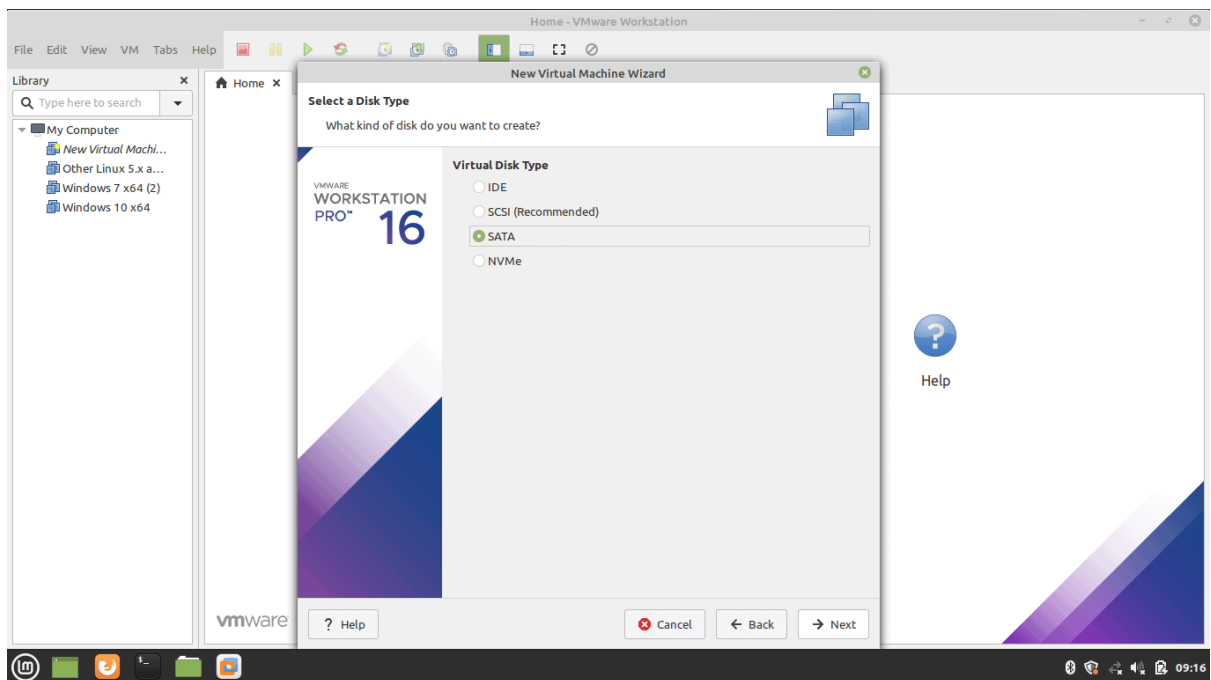 Home - VMware Workstation
File Edit View VM Tabs Help
Library
Home
New Virtual Machine Wizard
Type here to search
My Computer
New Virtual Machi...
Other Linux 5.x a...
Windows 7 x64 (2)
Windows 10 x64
Select a Disk Type
What kind of disk do you want to create?
VMWARE
WORKSTATION
PRO™ 16
Virtual Disk Type
IDE
SCSI (Recommended)
SATA
NVMe
Help
vmware
? Help
Cancel
Back
Next
09:16